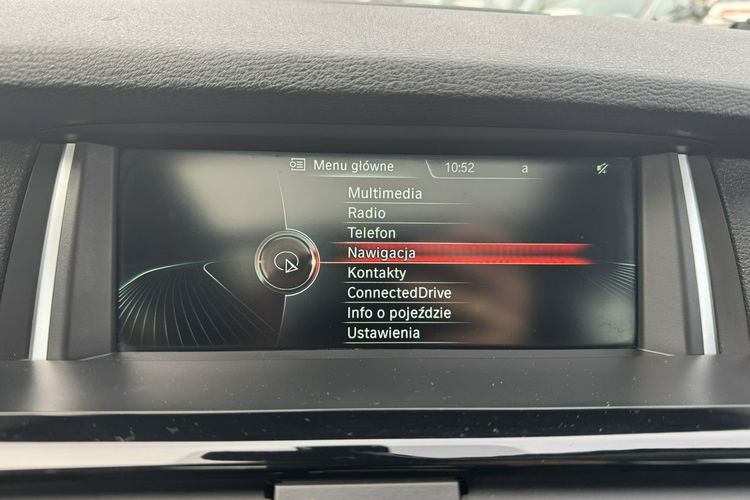 Menu główne 10:52 a
Multimedia
Radio
Telefon
Nawigacja
Kontakty
ConnectedDrive
Info o pojeździe
Ustawienia